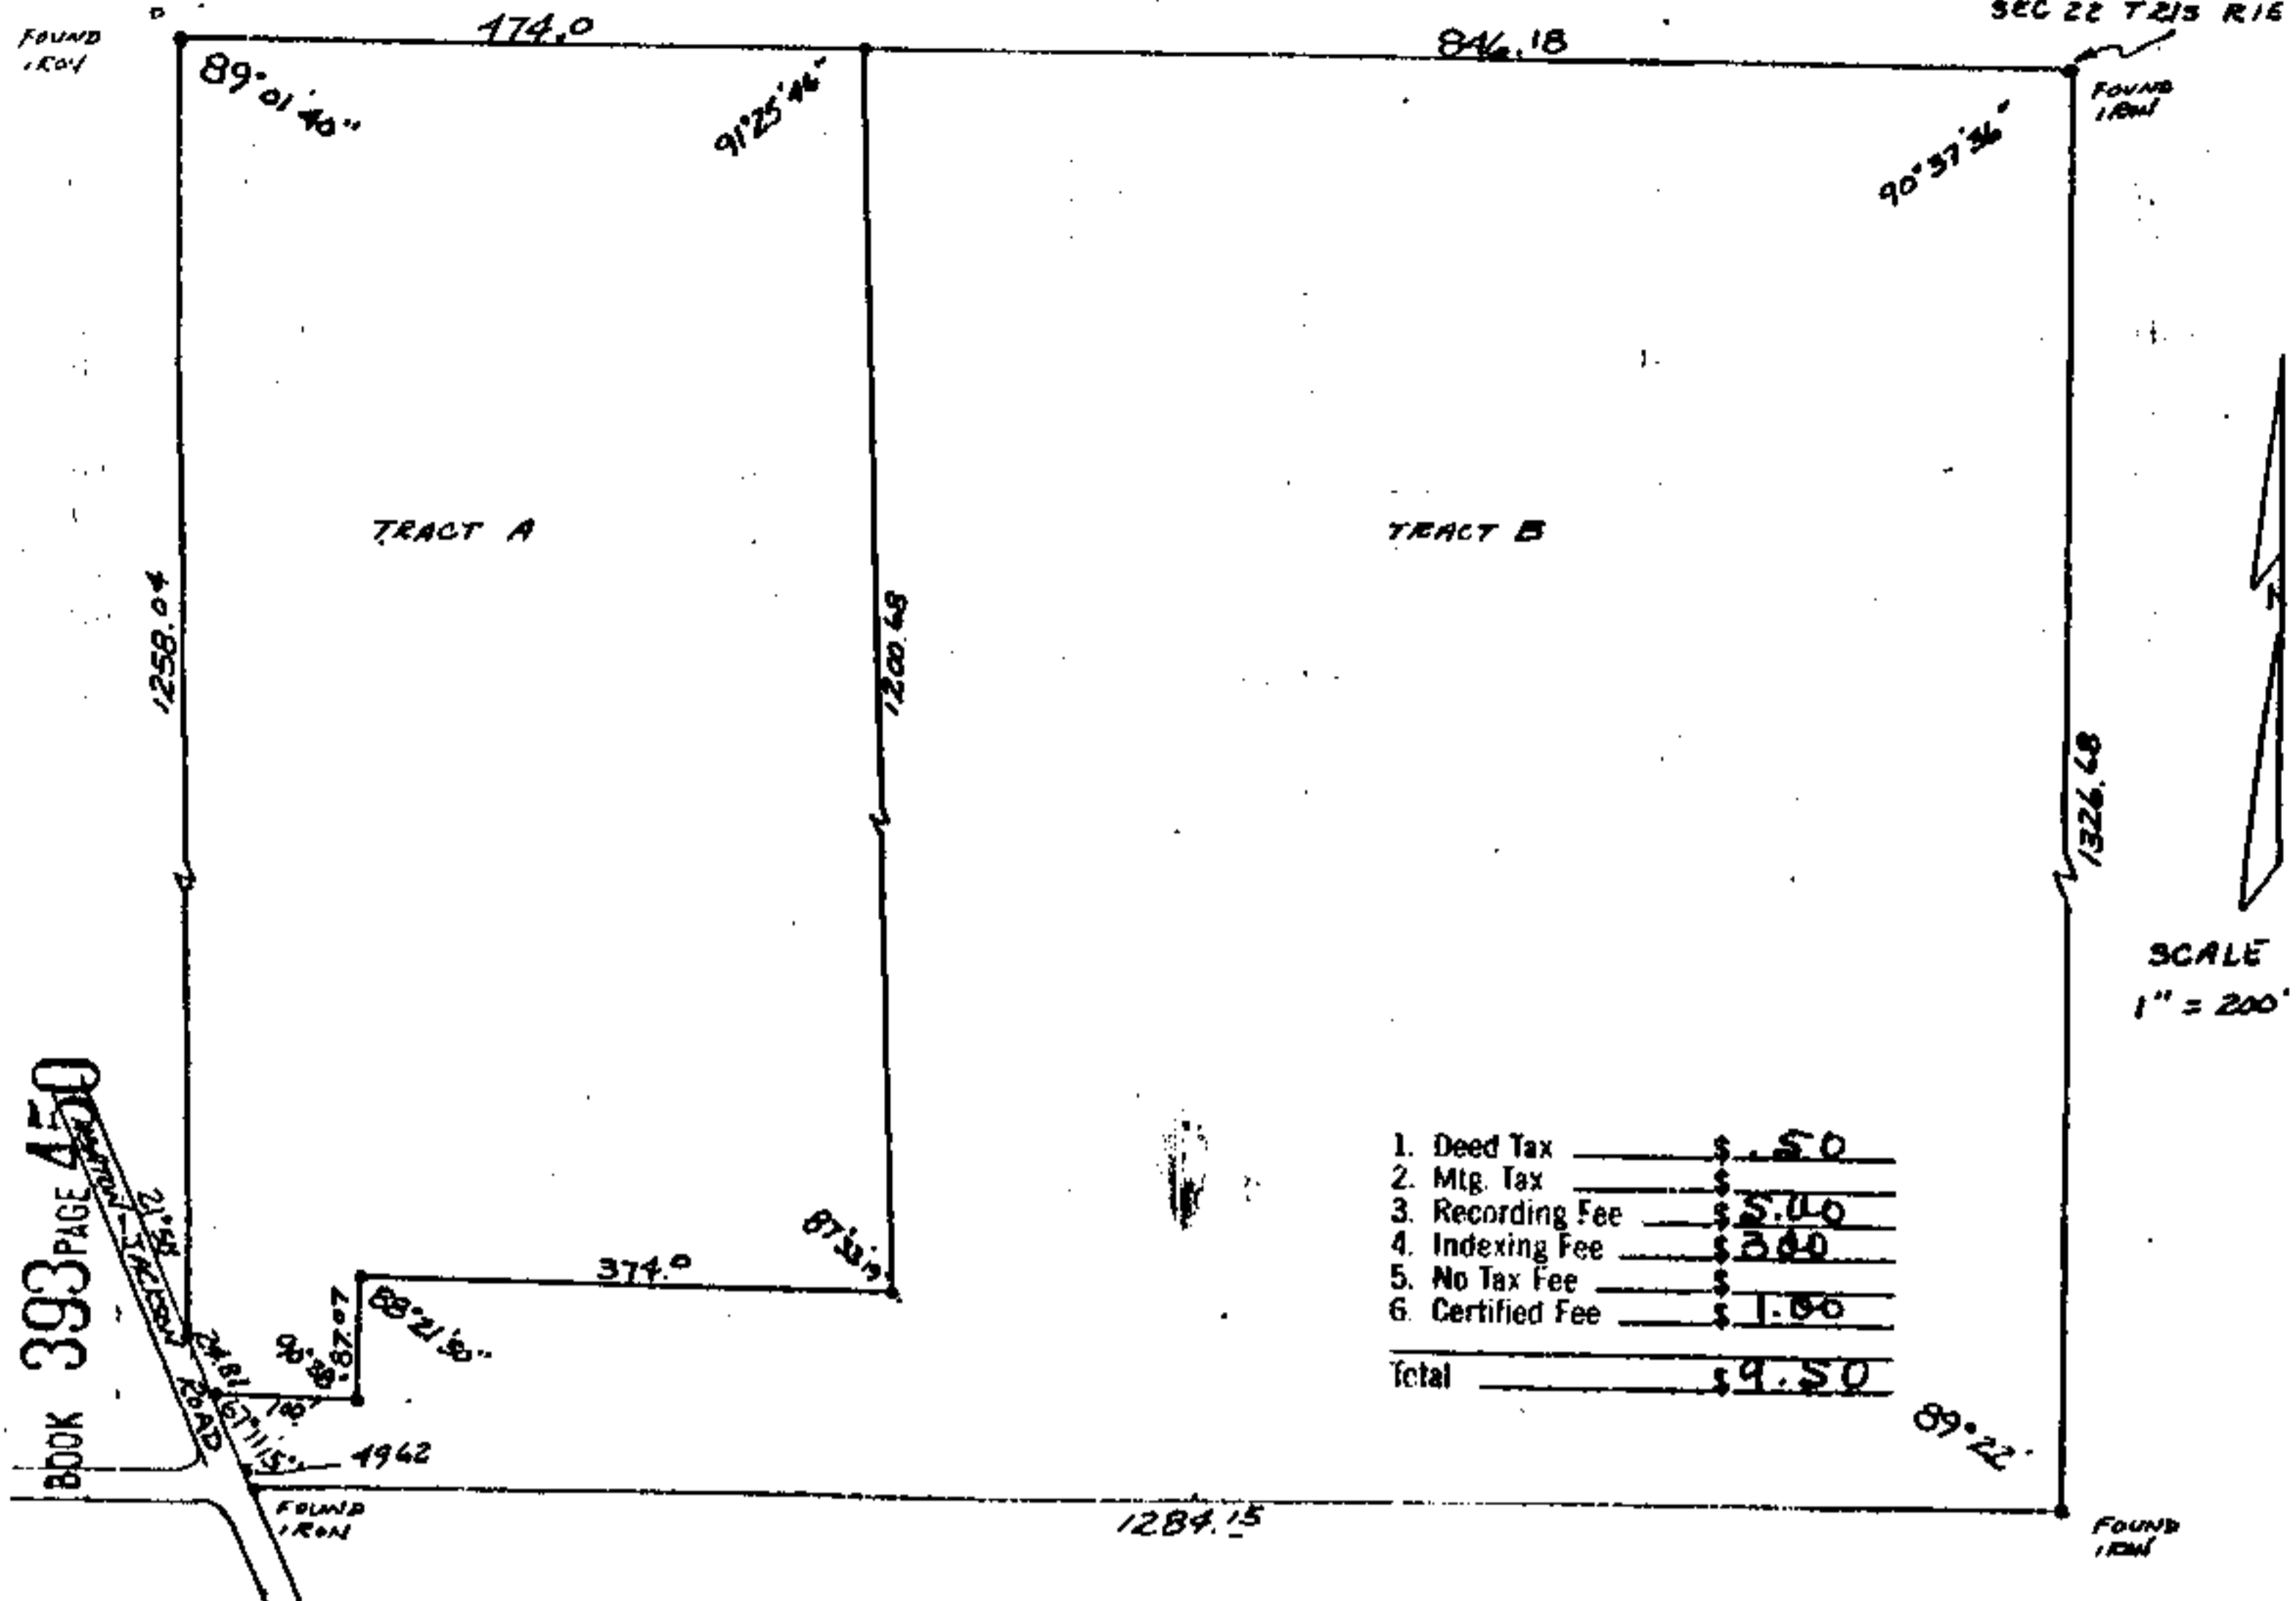 SEC 22 T21S R1E
FOUND
IRON
474.0
846.18
FOUND
IRON
89° 01' 40"
91°25'46"
90°37'36"
TRACT A
TRACT B
1258.04
1200.68
1326.68
SCALE
1" = 200'
BOOK 393 PAGE 450
ROAD
374.0
87.07
88°21'30"
4962
1. Deed Tax $ .50
2. Mtg. Tax $
3. Recording Fee $ 5.00
4. Indexing Fee $ 3.00
5. No Tax Fee $
6. Certified Fee $ 1.00
Total $ 9.50
89°22'
FOUND
IRON
1284.15
FOUND
IRON